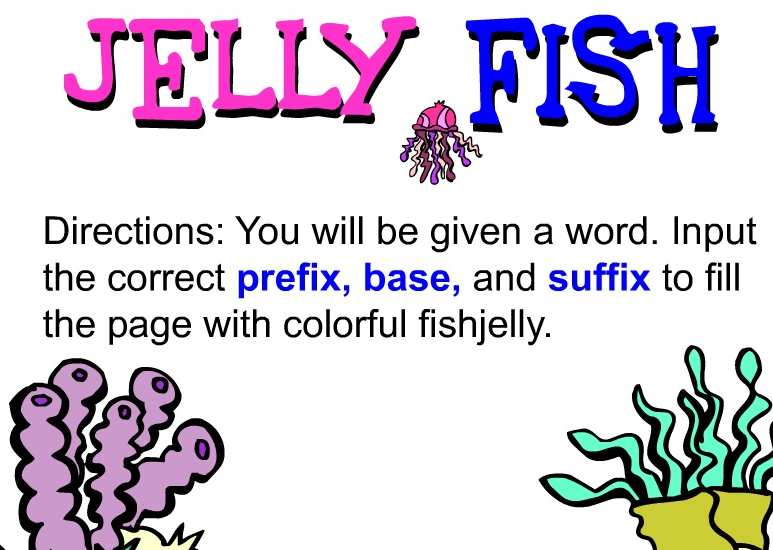 JELLY FISH
Directions: You will be given a word. Input
the correct prefix, base, and suffix to fill
the page with colorful fishjelly.